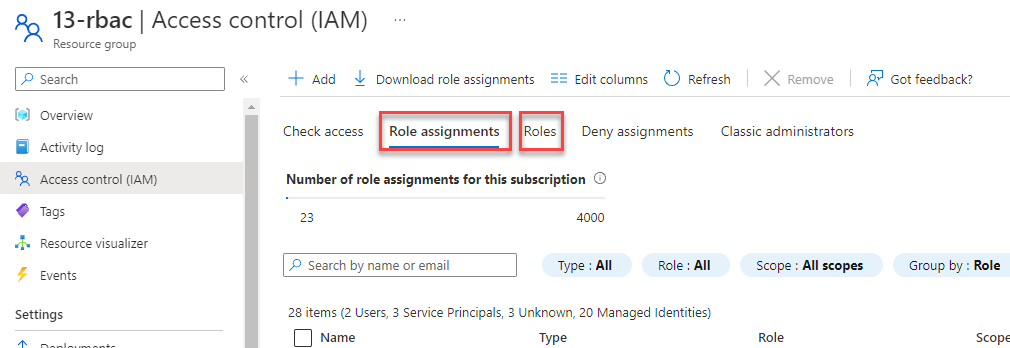 13-rbac | Access control (IAM) ...
Resource group
Search «
Overview
Activity log
Access control (IAM)
Tags
Resource visualizer
Events
Settings
Deployments
Add Download role assignments Edit columns Refresh Remove Got feedback?
Check access Role assignments Roles Deny assignments Classic administrators
Number of role assignments for this subscription
23 4000
Search by name or email Type : All Role : All Scope : All scopes Group by : Role
28 items (2 Users, 3 Service Principals, 3 Unknown, 20 Managed Identities)
Name Type Role Scope